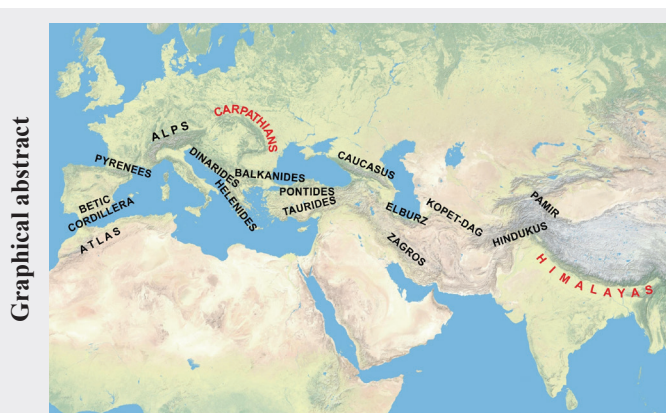 Graphical abstract
CARPATHIANS
ALPS
PYRENEES
DINARIDES
BALKANIDES
CAUCASUS
HELENIDES
PONTIDES
TAURIDES
BETIC
CORDILLERA
ATLAS
ELBURZ
KOPET-DAG
PAMIR
ZAGROS
HINDUKUS
HIMALAYAS